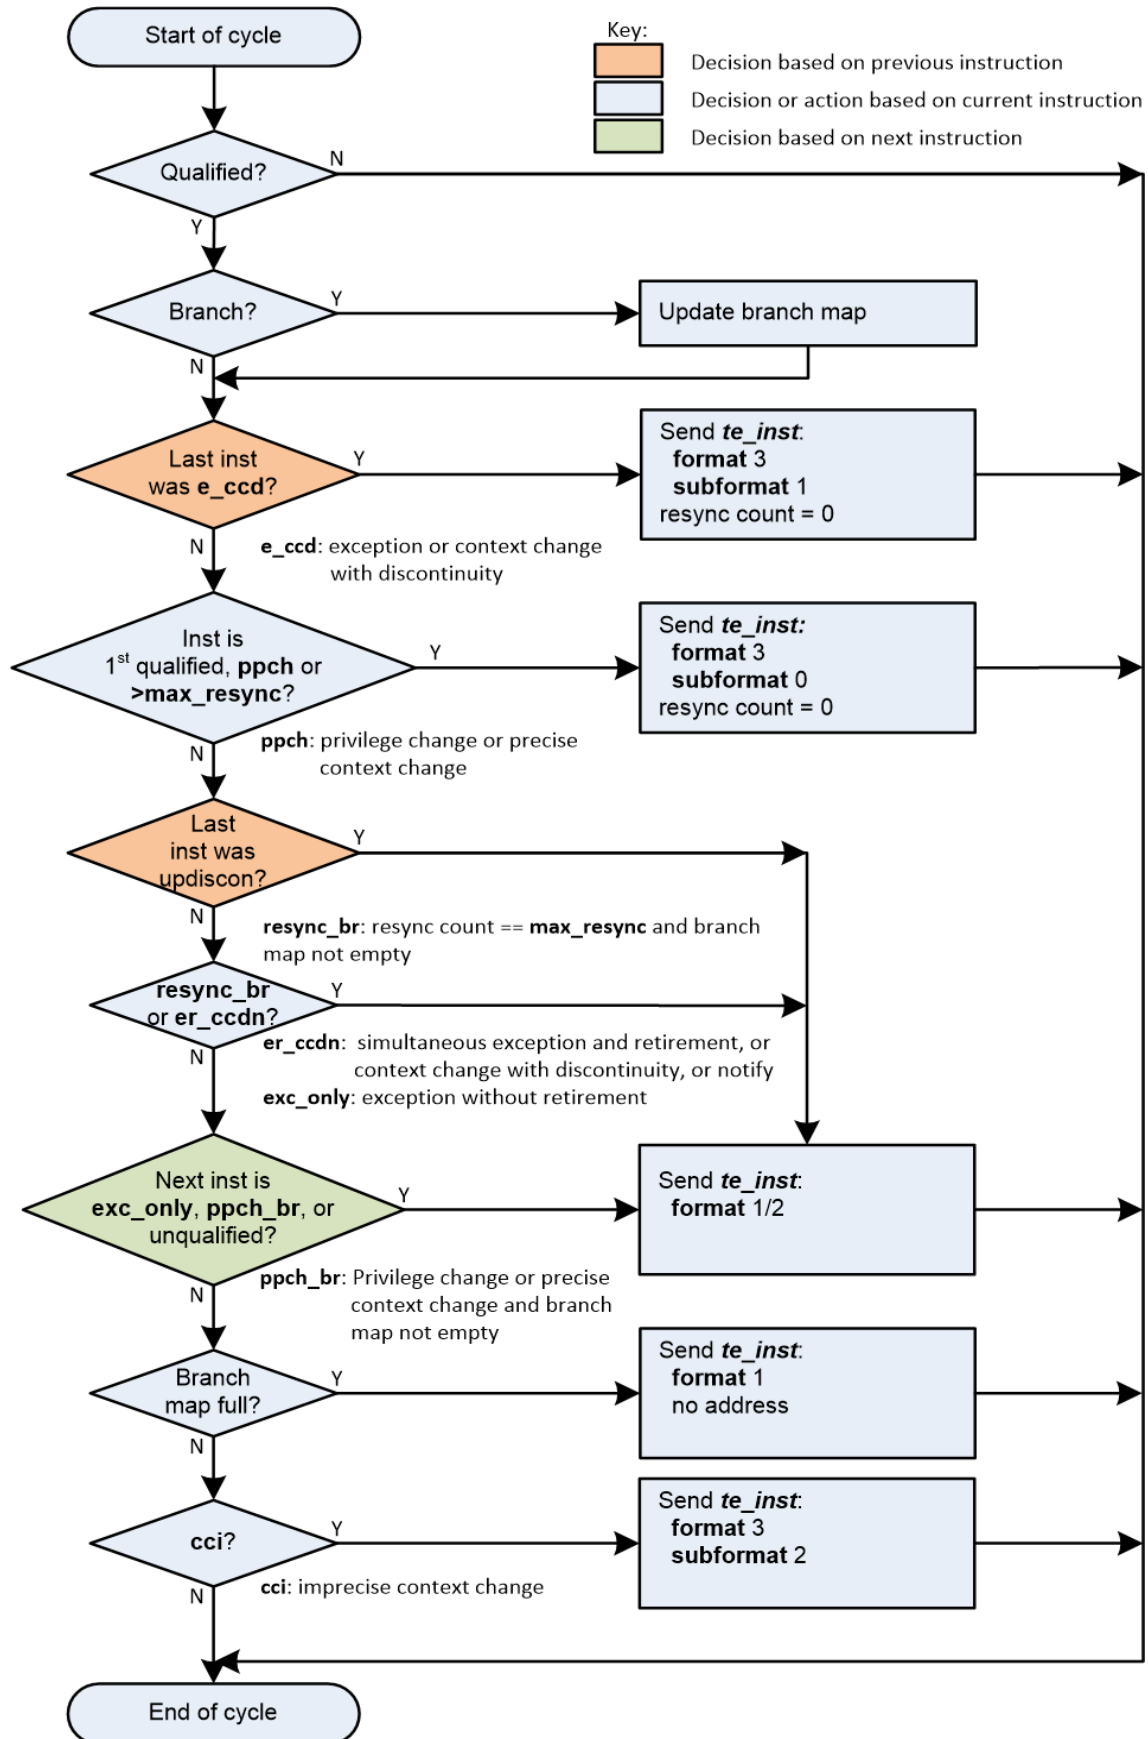 Start of cycle
Key:
Decision based on previous instruction
Decision or action based on current instruction
Decision based on next instruction
Qualified?
N
Y
Branch?
Y
Update branch map
N
Last inst
was e_ccd?
Y
Send te_inst:
format 3
subformat 1
resync count = 0
N
e_ccd: exception or context change
with discontinuity
Inst is
1st qualified, ppch or
>max_resync?
Y
Send te_inst:
format 3
subformat 0
resync count = 0
N
ppch: privilege change or precise
context change
Last
inst was
updiscon?
Y
N
resync_br: resync count == max_resync and branch
map not empty
resync_br
or er_ccdn?
Y
N
er_ccdn: simultaneous exception and retirement, or
context change with discontinuity, or notify
exc_only: exception without retirement
Next inst is
exc_only, ppch_br, or
unqualified?
Y
Send te_inst:
format 1/2
N
ppch_br: Privilege change or precise
context change and branch
map not empty
Branch
map full?
Y
Send te_inst:
format 1
no address
N
cci?
Y
Send te_inst:
format 3
subformat 2
N
cci: imprecise context change
End of cycle